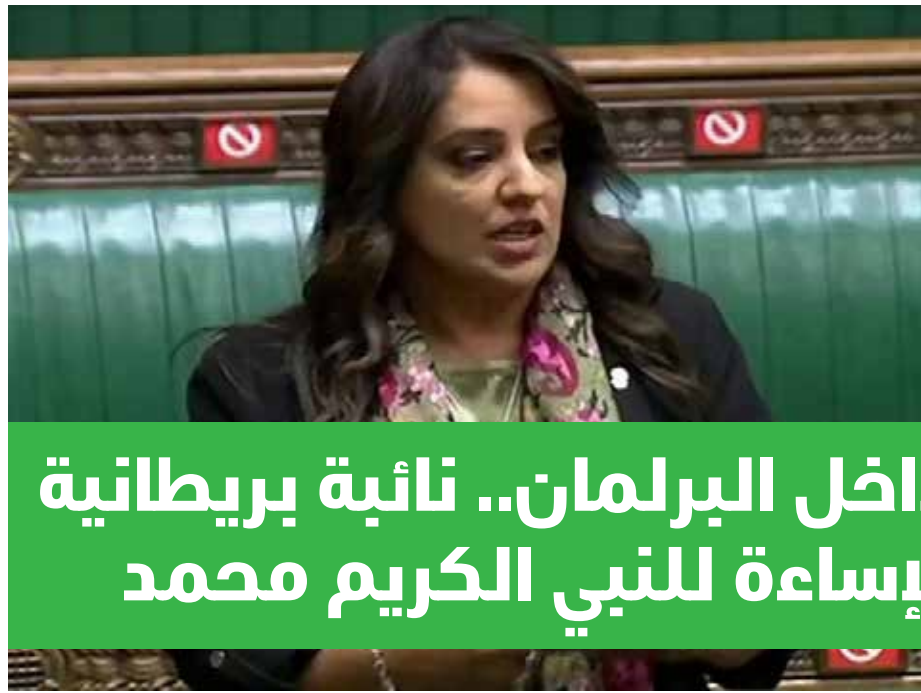 اخل البرلمان.. نائبة بريطانية
إساءة للنبي الكريم محمد